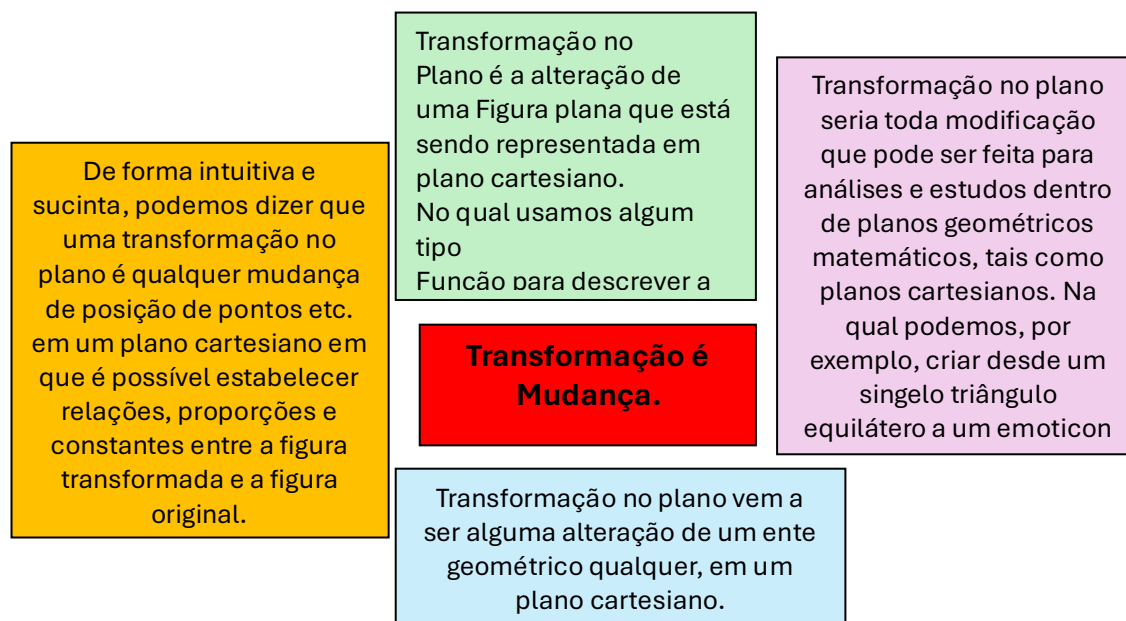 Transformação no
Plano é a alteração de
uma Figura plana que está
sendo representada em
plano cartesiano.
No qual usamos algum
tipo
Função para descrever a
Transformação no plano
seria toda modificação
que pode ser feita para
análises e estudos dentro
de planos geométricos
matemáticos, tais como
planos cartesianos. Na
qual podemos, por
exemplo, criar desde um
singelo triângulo
equilátero a um emoticon
De forma intuitiva e
sucinta, podemos dizer que
uma transformação no
plano é qualquer mudança
de posição de pontos etc.
em um plano cartesiano em
que é possível estabelecer
relações, proporções e
constantes entre a figura
transformada e a figura
original.
Transformação é
Mudança.
Transformação no plano vem a
ser alguma alteração de um ente
geométrico qualquer, em um
plano cartesiano.